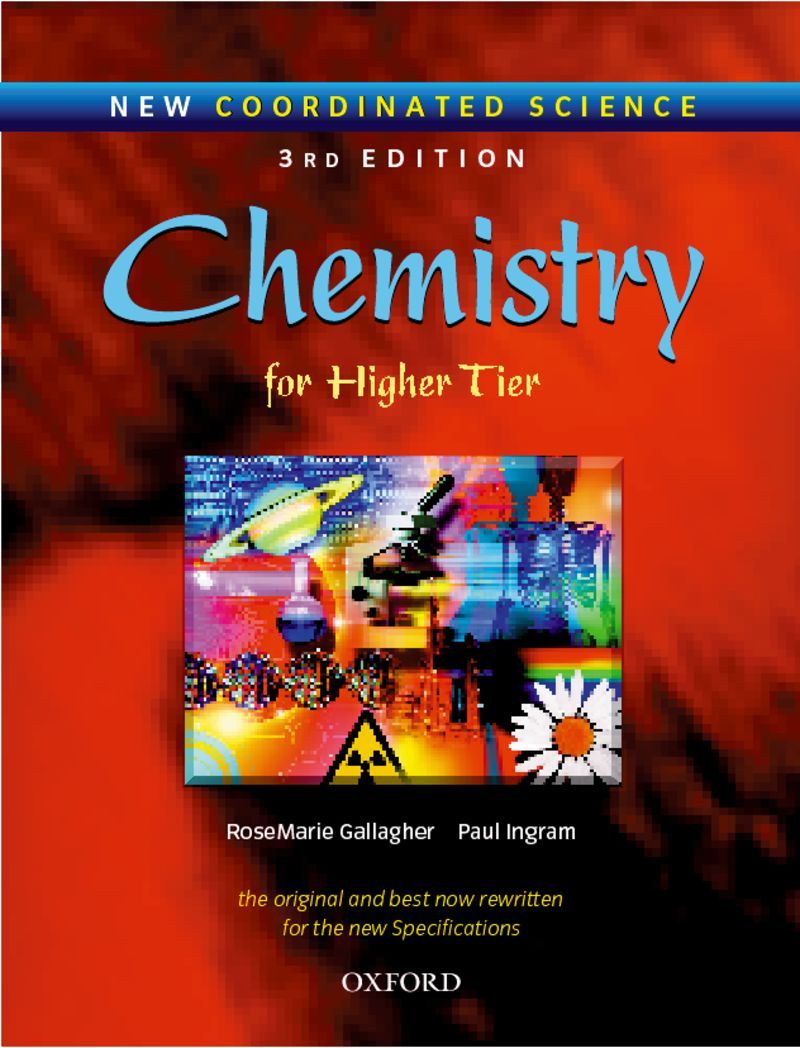 NEW COORDINATED SCIENCE
3RD EDITION
Chemistry
for Higher Tier
RoseMarie Gallagher Paul Ingram
the original and best now rewritten
for the new Specifications
OXFORD